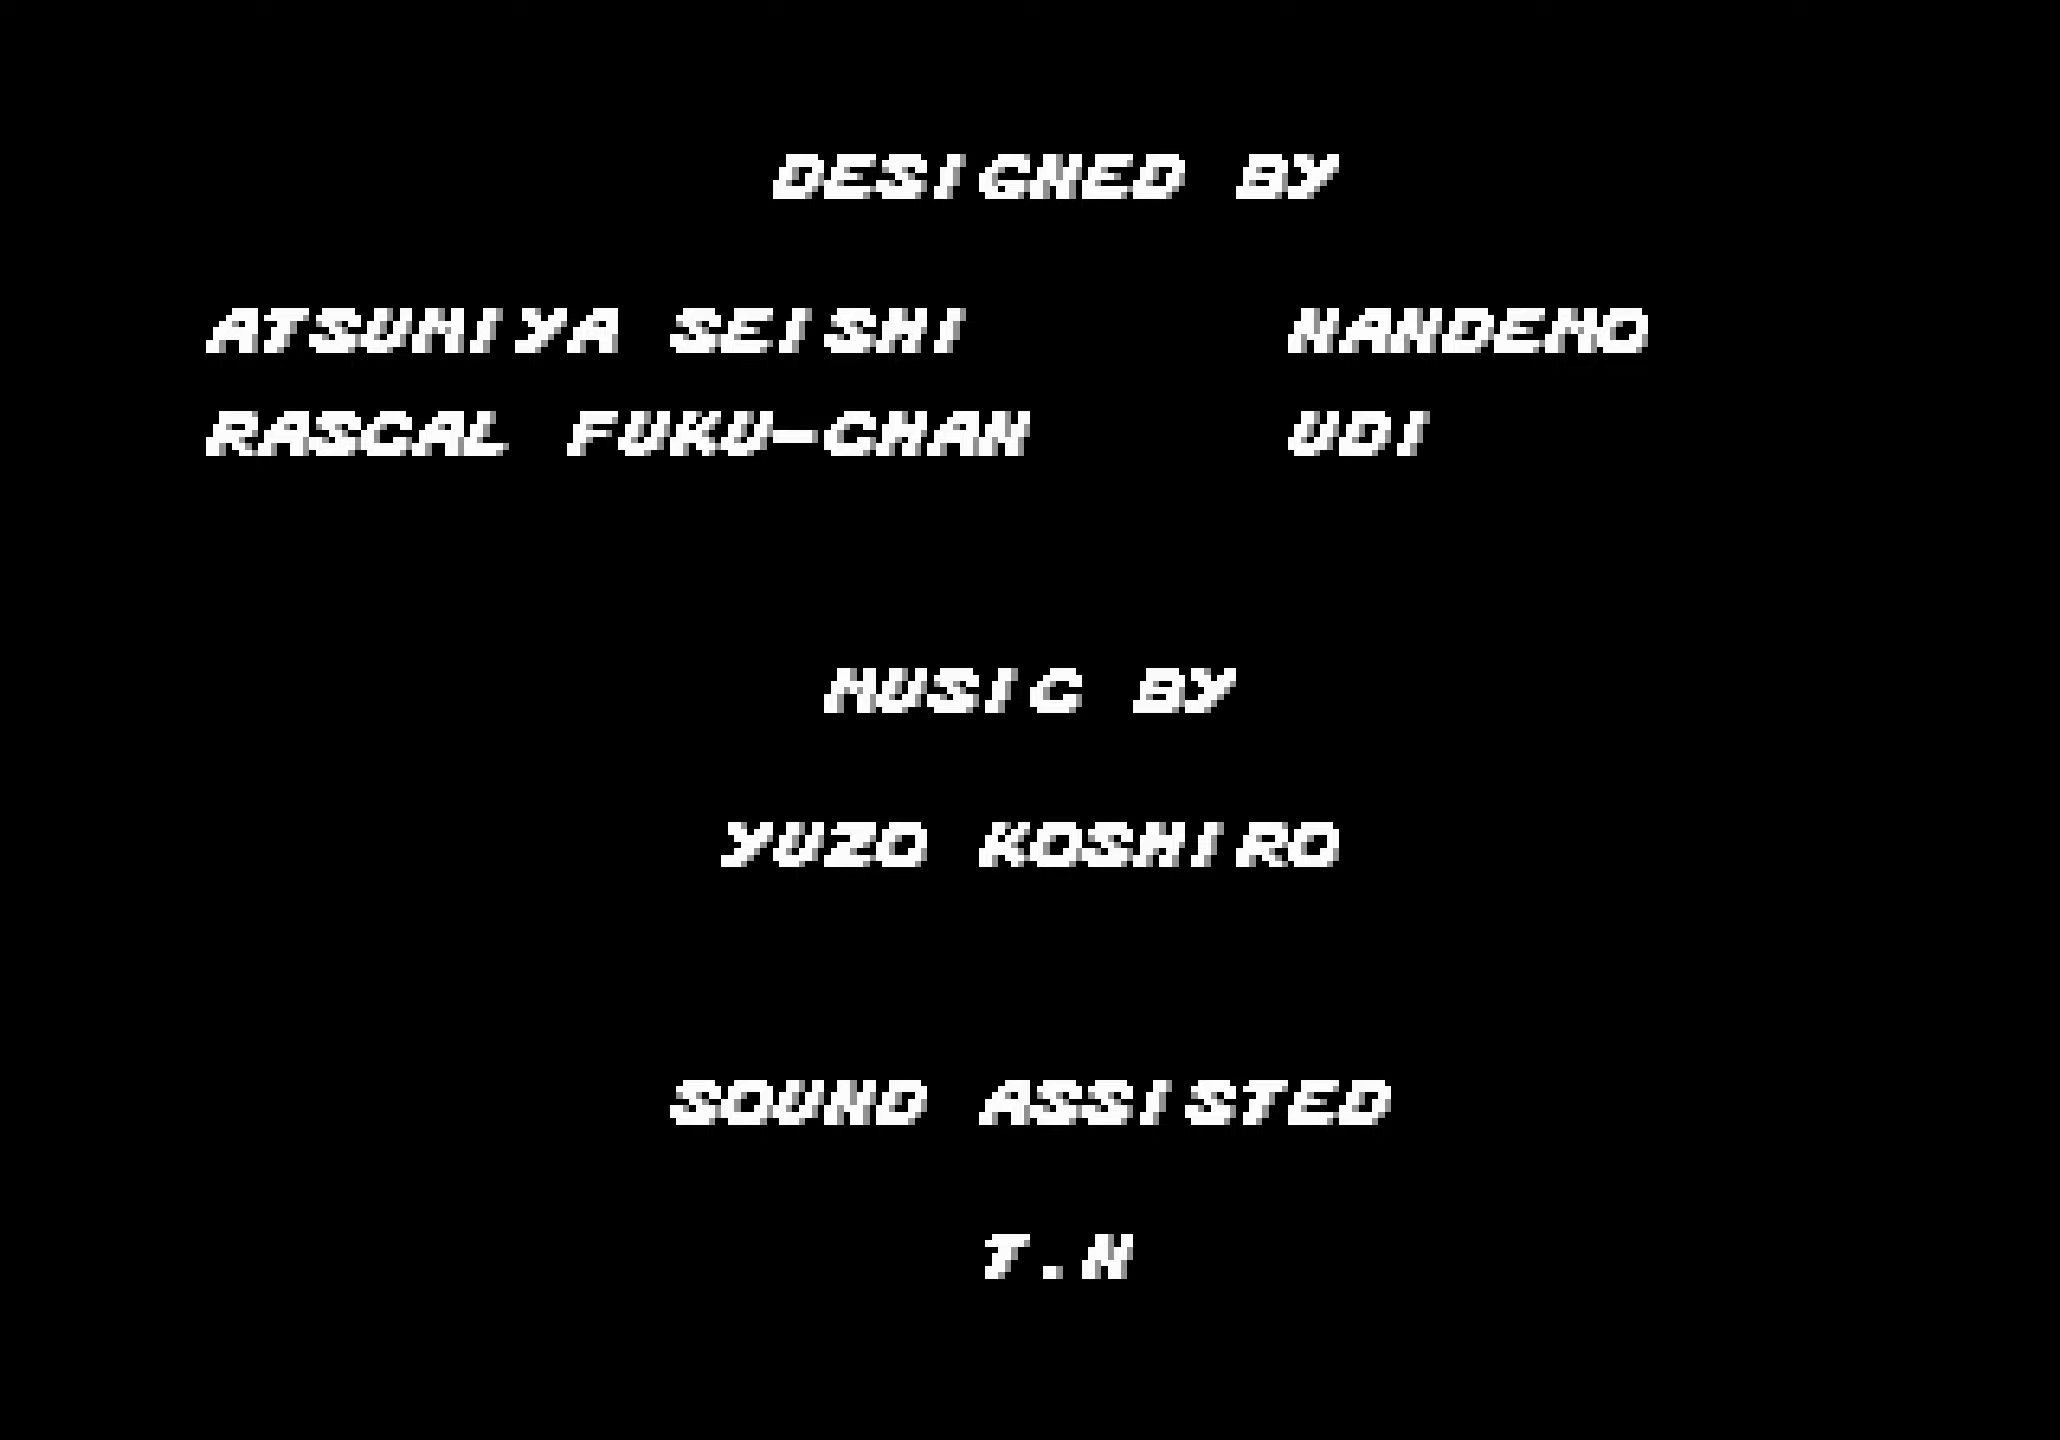 DESIGNED BY
ATSUMIYA SEISHI NANDEMO
RASCAL FUKU-CHAN UDI
MUSIC BY
YUZO KOSHIRO
SOUND ASSISTED
T.N